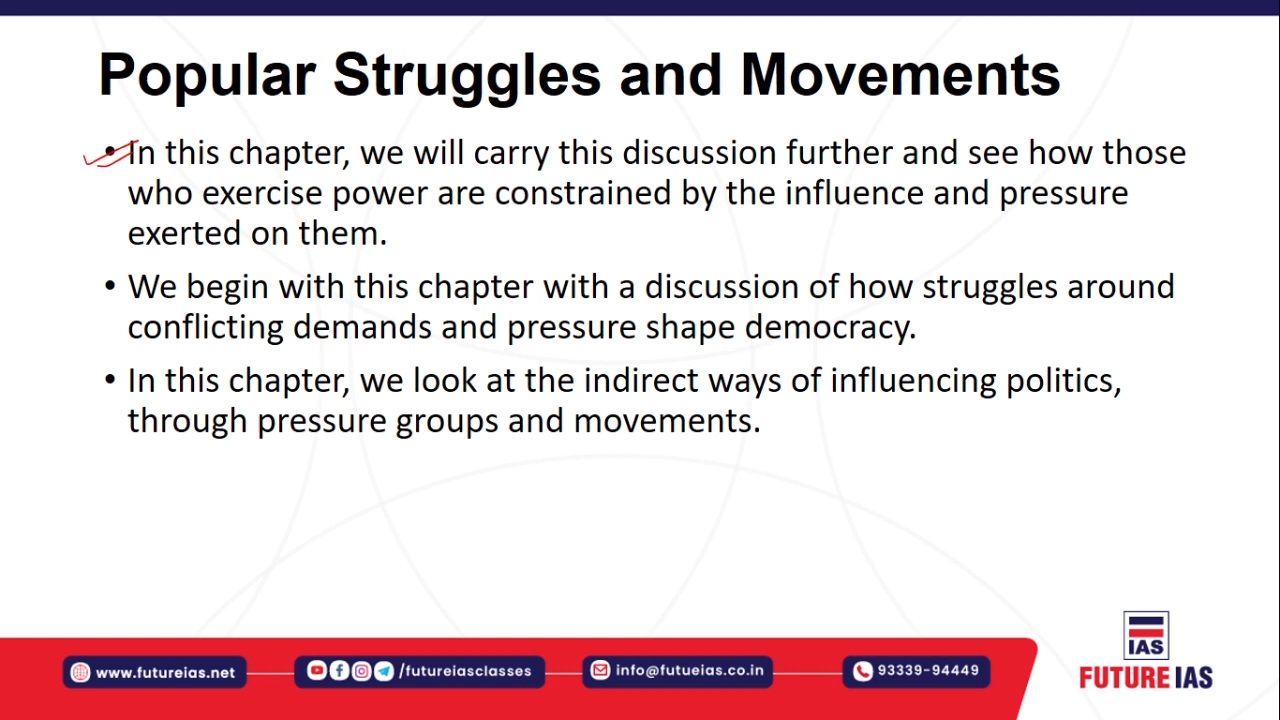 Popular Struggles and Movements
• In this chapter, we will carry this discussion further and see how those
who exercise power are constrained by the influence and pressure
exerted on them.
• We begin with this chapter with a discussion of how struggles around
conflicting demands and pressure shape democracy.
• In this chapter, we look at the indirect ways of influencing politics,
through pressure groups and movements.
IAS
FUTURE IAS
www.futureias.net
/futureiasclasses
info@futueias.co.in
93339-94449